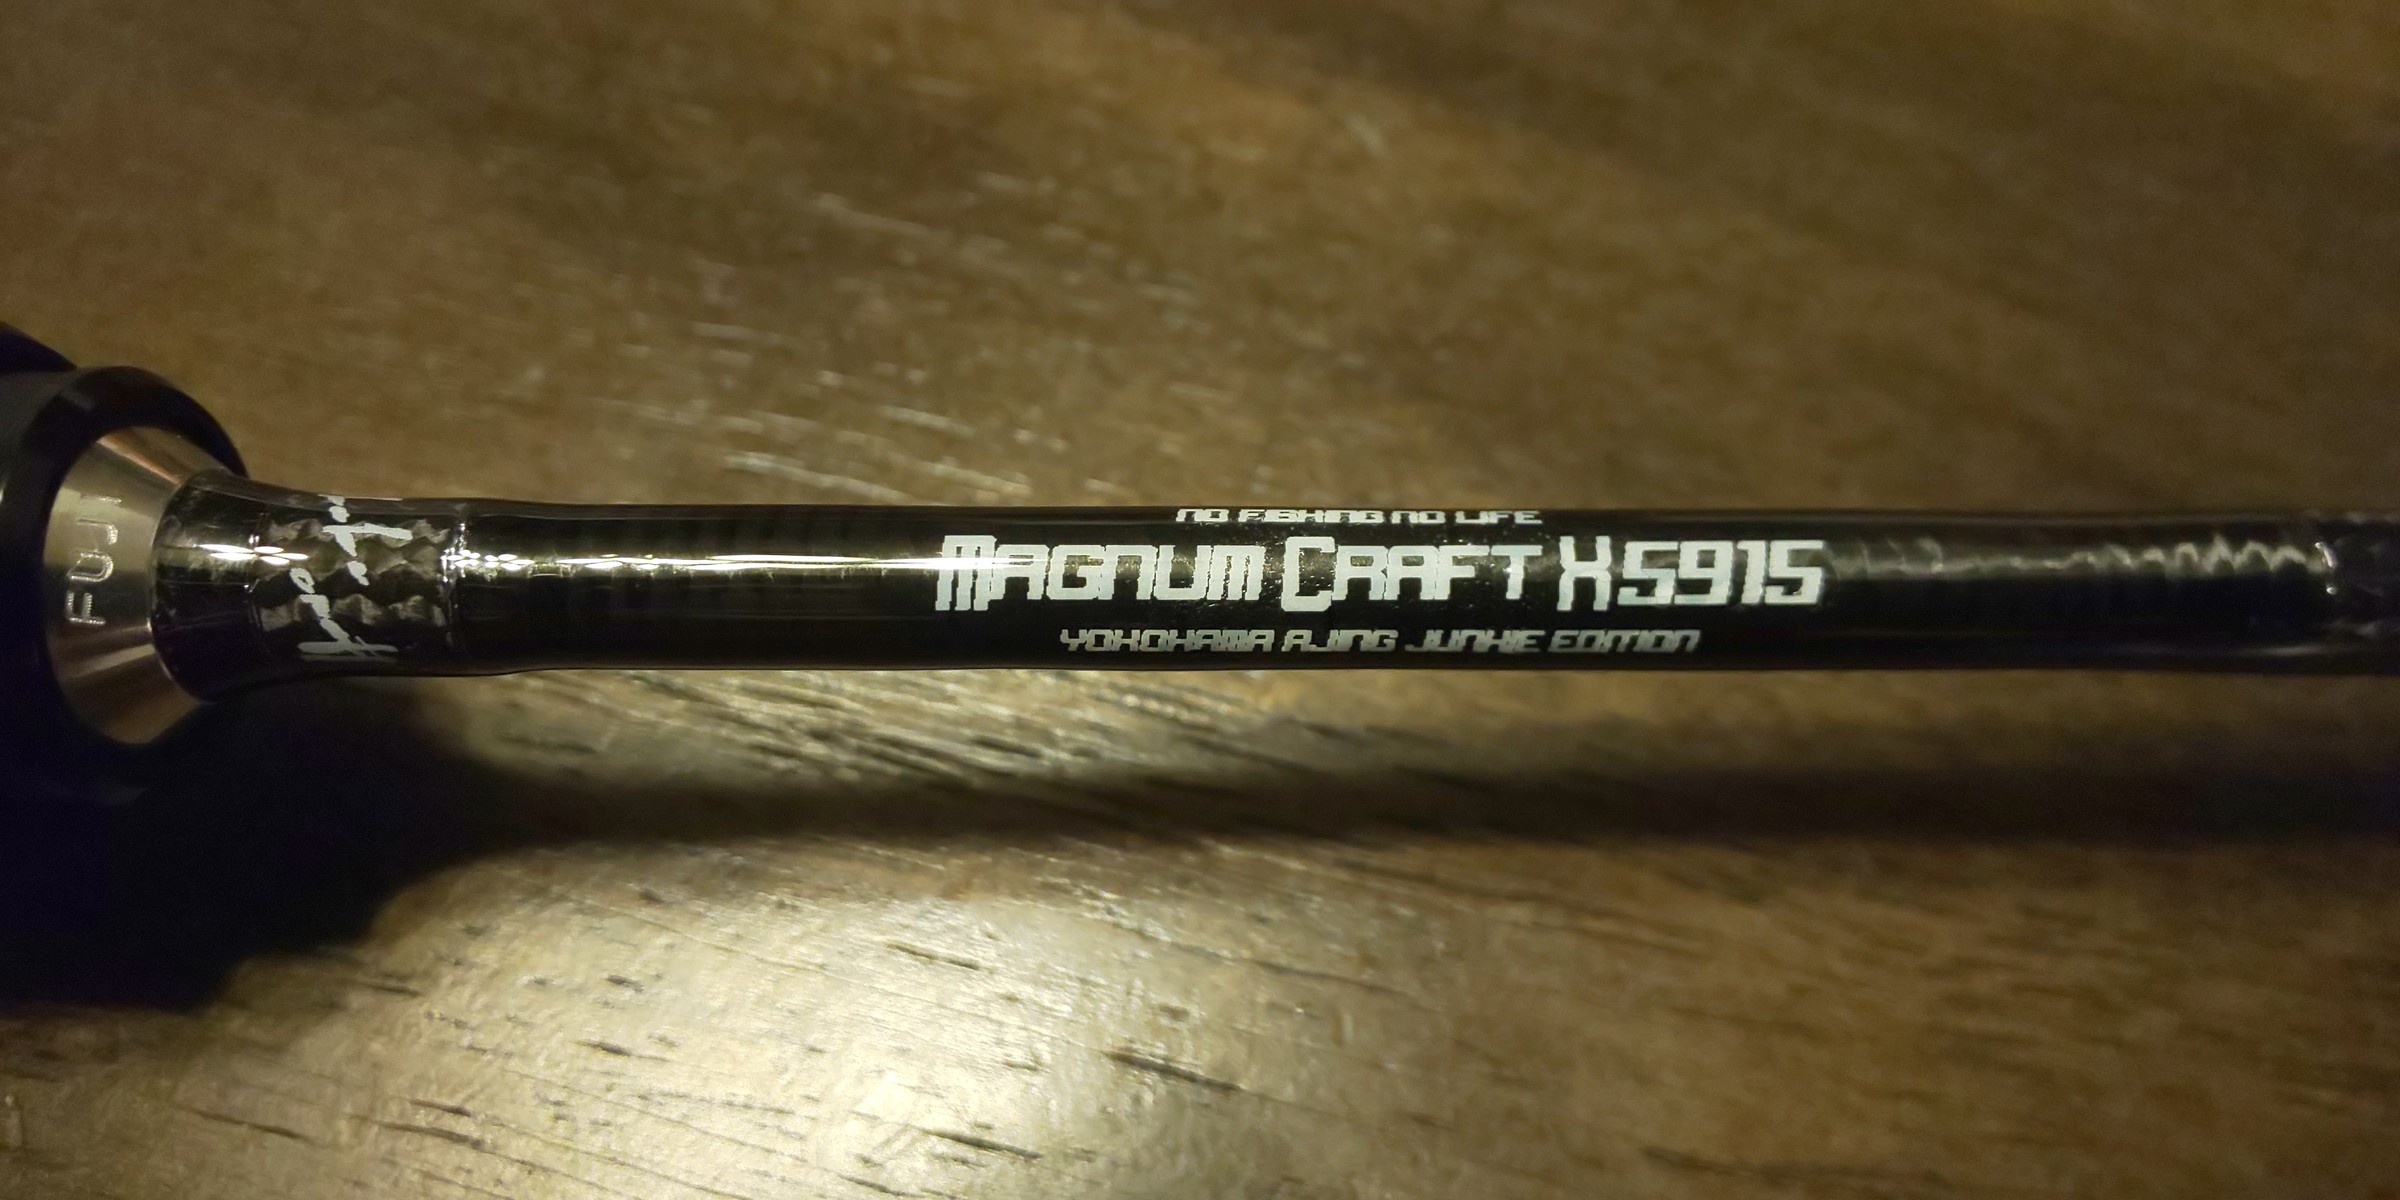 FUJI
NO FISHING NO LIFE
MAGNUM CRAFT X5915
YOKOHAMA AJING JUNKIE EDITION